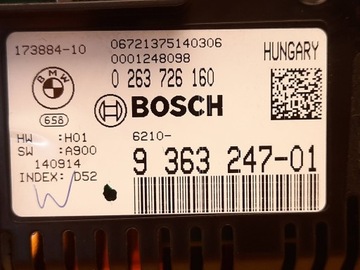 173884-10
06721375140306
0001248098
HUNGARY
BMW
0 263 726 160
BOSCH
658
6210-
HW : H01
SW : A900
140914
INDEX: D52
9 363 247-01